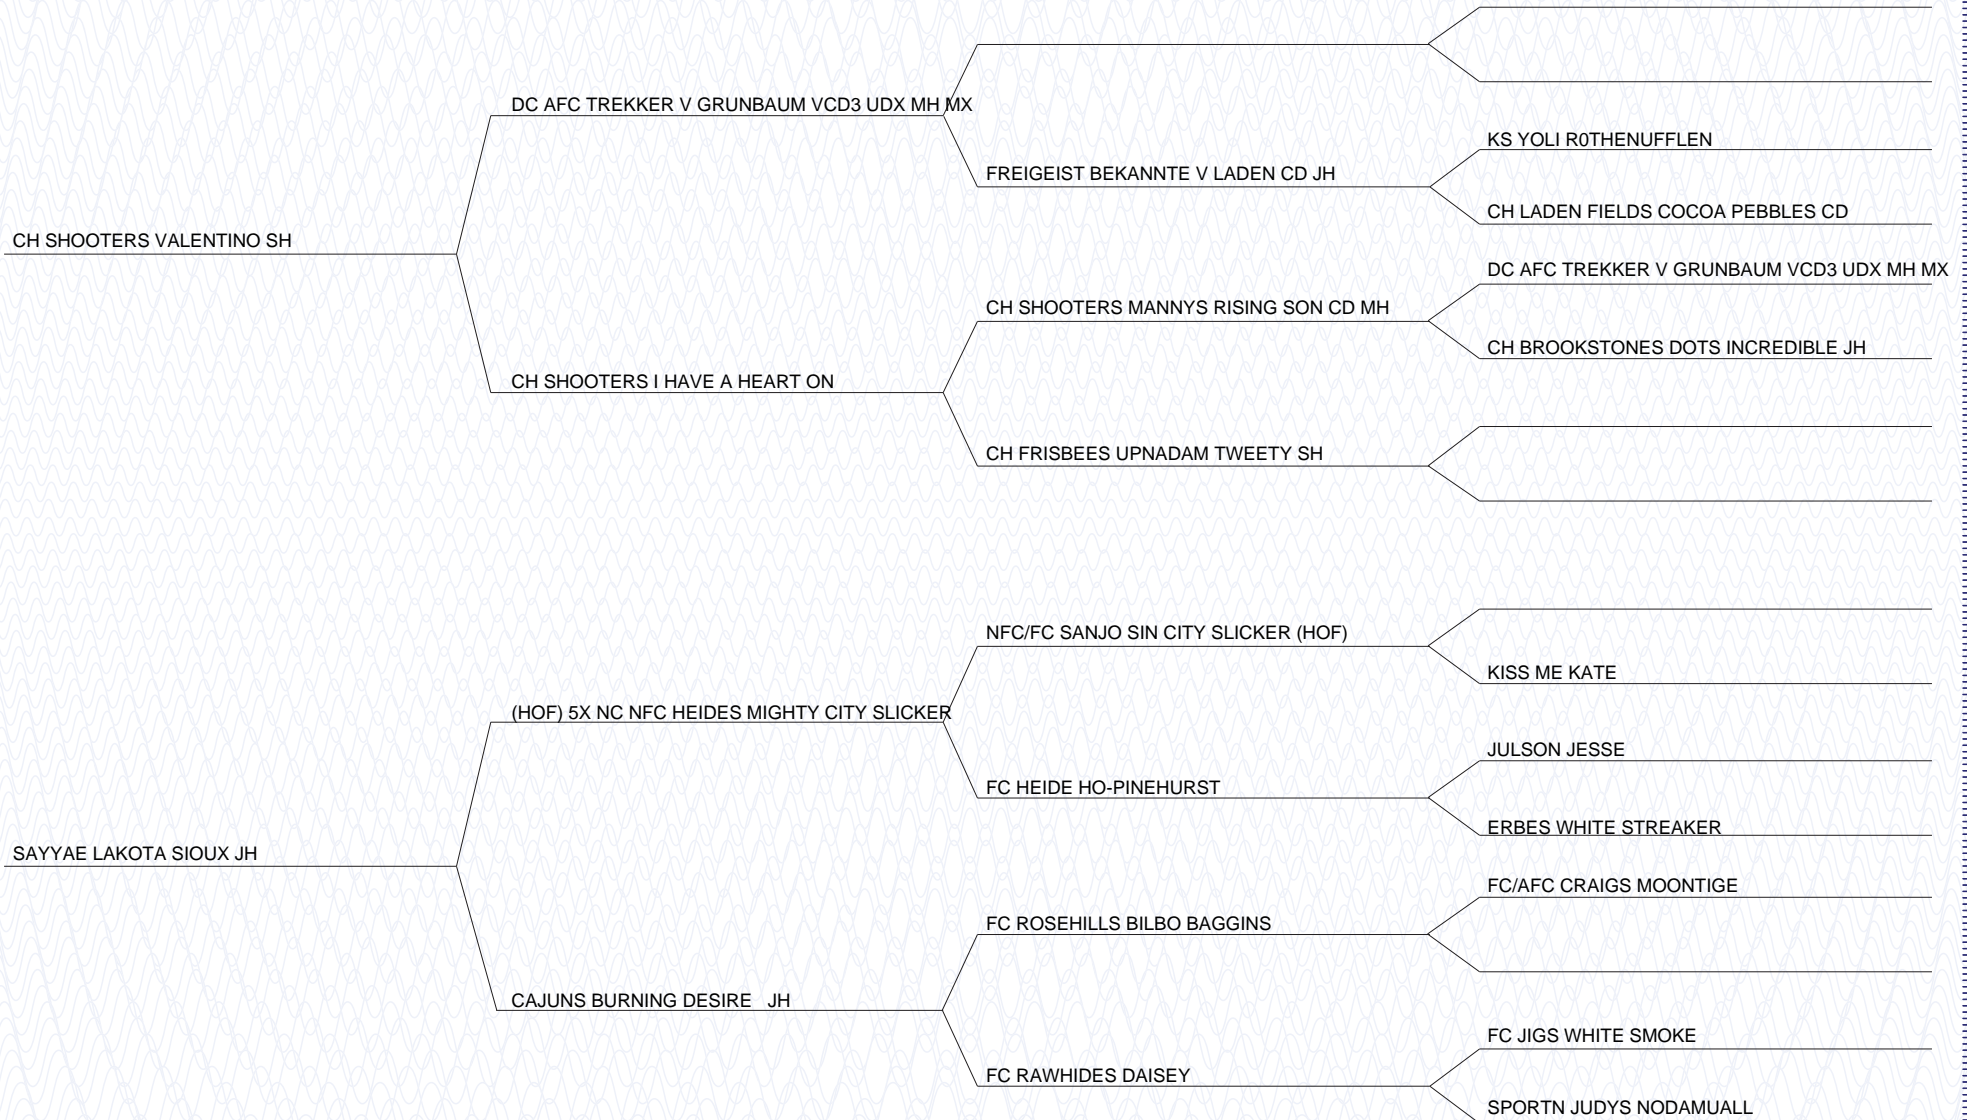 DC AFC TREKKER V GRUNBAUM VCD3 UDX MH MX
KS YOLI R0THENUFFLEN
FREIGEIST BEKANNTE V LADEN CD JH
CH LADEN FIELDS COCOA PEBBLES CD
CH SHOOTERS VALENTINO SH
DC AFC TREKKER V GRUNBAUM VCD3 UDX MH MX
CH SHOOTERS MANNYS RISING SON CD MH
CH BROOKSTONES DOTS INCREDIBLE JH
CH SHOOTERS I HAVE A HEART ON
CH FRISBEES UPNADAM TWEETY SH
NFC/FC SANJO SIN CITY SLICKER (HOF)
KISS ME KATE
(HOF) 5X NC NFC HEIDES MIGHTY CITY SLICKER
JULSON JESSE
FC HEIDE HO-PINEHURST
ERBES WHITE STREAKER
SAYYAE LAKOTA SIOUX JH
FC/AFC CRAIGS MOONTIGE
FC ROSEHILLS BILBO BAGGINS
CAJUNS BURNING DESIRE   JH
FC JIGS WHITE SMOKE
FC RAWHIDES DAISEY
SPORTN JUDYS NODAMUALL